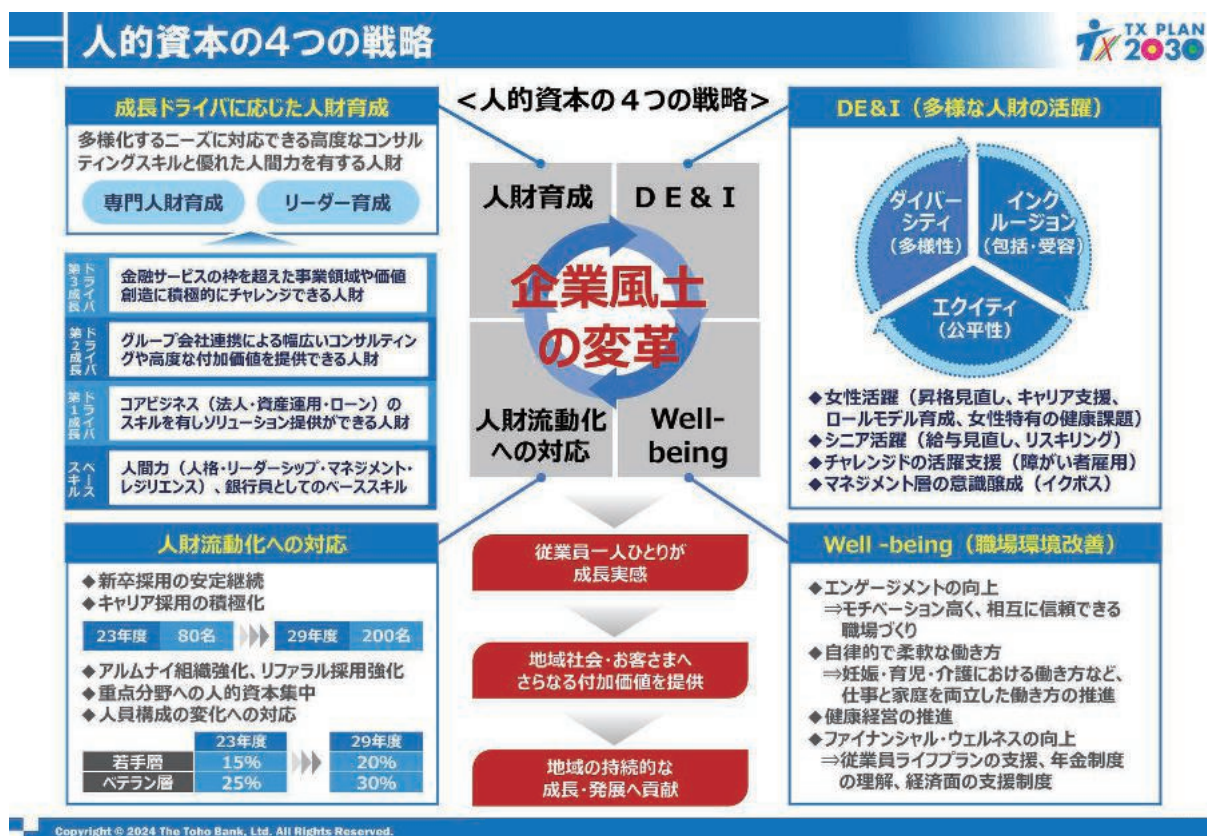 人的資本の4つの戦略
TX PLAN
2030
TX
成長ドライバに応じた人財育成
多様化するニーズに対応できる高度なコンサル
ティングスキルと優れた人間力を有する人財
専門人財育成
リーダー育成
第3成長
ドライバ
金融サービスの枠を超えた事業領域や価値
創造に積極的にチャレンジできる人財
第2成長
ドライバ
グループ会社連携による幅広いコンサルティン
グや高度な付加価値を提供できる人財
第1成長
ドライバ
コアビジネス（法人・資産運用・ローン）の
スキルを有しソリューション提供ができる人財
ベース
スキル
人間力（人格・リーダーシップ・マネジメント・
レジリエンス）、銀行員としてのベーススキル
人財流動化への対応
◆新卒採用の安定継続
◆キャリア採用の積極化
23年度 80名 29年度 200名
◆アルムナイ組織強化、リファラル採用強化
◆重点分野への人的資本集中
◆人員構成の変化への対応
23年度 29年度
若手層 15% 20%
ベテラン層 25% 30%
＜人的資本の4つの戦略＞
人財育成
DE&I
企業風土
の変革
人財流動化
への対応
Well-
being
従業員一人ひとりが
成長実感
地域社会・お客さまへ
さらなる付加価値を提供
地域の持続的な
成長・発展へ貢献
DE&I（多様な人財の活躍）
ダイバー
シティ
（多様性）
インク
ルージョン
（包括・受容）
エクイティ
（公平性）
◆女性活躍（昇格見直し、キャリア支援、
ロールモデル育成、女性特有の健康課題）
◆シニア活躍（給与見直し、リスキリング）
◆チャレンジドの活躍支援（障がい者雇用）
◆マネジメント層の意識醸成（イクボス）
Well -being（職場環境改善）
◆エンゲージメントの向上
⇒モチベーション高く、相互に信頼できる
職場づくり
◆自律的で柔軟な働き方
⇒妊娠・育児・介護における働き方など、
仕事と家庭を両立した働き方の推進
◆健康経営の推進
◆ファイナンシャル・ウェルネスの向上
⇒従業員ライフプランの支援、年金制度
の理解、経済面の支援制度
Copyright © 2024 The Toho Bank, Ltd. All Rights Reserved.